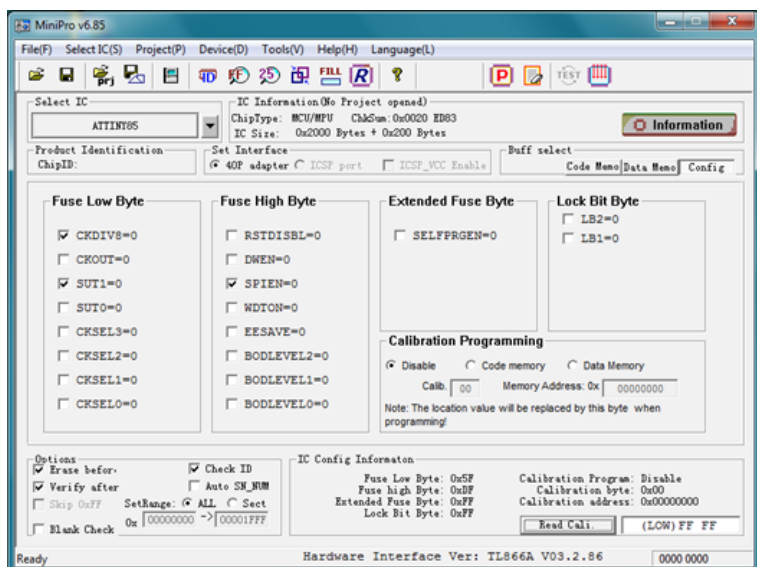 MiniPro v6.85
File(F) Select IC(S) Project(P) Device(D) Tools(V) Help(H) Language(L)
prj FILL R P TEST
Select IC
ATTINY85
IC Information(No Project opened)
ChipType: MCU/MPU ChkSum:0x0020 ED83
IC Size: 0x2000 Bytes + 0x200 Bytes
Information
Product Identification
ChipID:
Set Interface
40P adapter ICSP port ICSP_VCC Enable
Buff select
Code Memo Data Memo Config
Fuse Low Byte
CKDIV8=0
CKOUT=0
SUT1=0
SUT0=0
CKSEL3=0
CKSEL2=0
CKSEL1=0
CKSEL0=0
Fuse High Byte
RSTDISBL=0
DWEN=0
SPIEN=0
WDTON=0
EESAVE=0
BODLEVEL2=0
BODLEVEL1=0
BODLEVEL0=0
Extended Fuse Byte
SELFPRGEN=0
Lock Bit Byte
LB2=0
LB1=0
Calibration Programming
Disable Code memory Data Memory
Calib. 00 Memory Address: 0x 00000000
Note: The location value will be replaced by this byte when
programming!
Options
Erase befor. Check ID
Verify after Auto SN_NUM
Skip 0xFF SetRange: ALL Sect
Blank Check 0x 00000000 -> 00001FFF
IC Config Informaton
Fuse Low Byte: 0x5F
Fuse high Byte: 0xDF
Extended Fuse Byte: 0xFF
Lock Bit Byte: 0xFF
Calibration Program: Disable
Calibration byte: 0x00
Calibration address: 0x00000000
Read Cali. (LOW) FF FF
Ready Hardware Interface Ver: TL866A V03.2.86 0000 0000